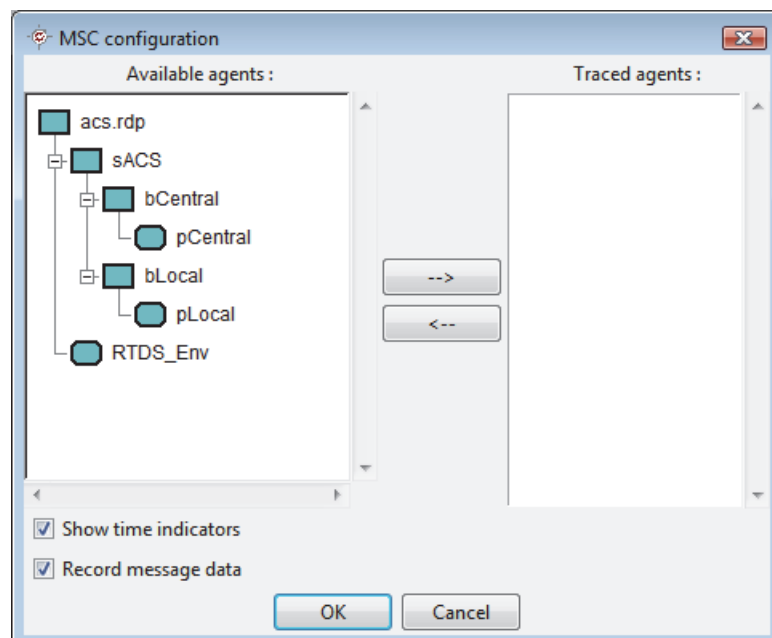 MSC configuration
Available agents :
Traced agents :
acs.rdp
sACS
bCentral
pCentral
bLocal
pLocal
RTDS_Env
-->
<--
Show time indicators
Record message data
OK
Cancel